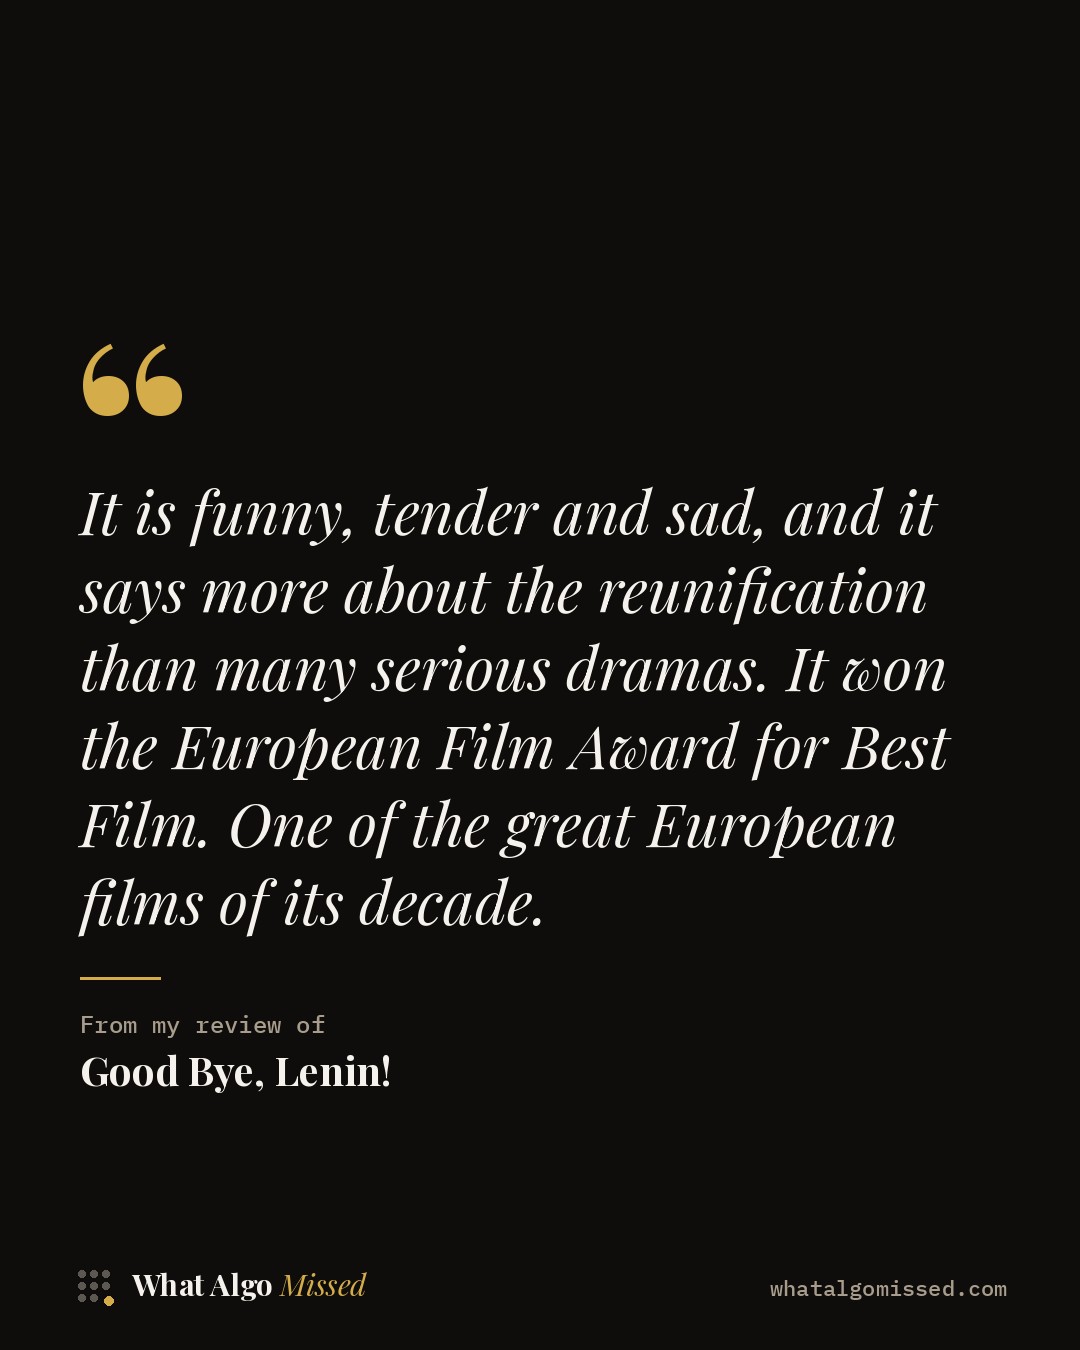 “
It is funny, tender and sad, and it
says more about the reunification
than many serious dramas. It won
the European Film Award for Best
Film. One of the great European
films of its decade.
From my review of
Good Bye, Lenin!
What Algo Missed
whatalgomissed.com